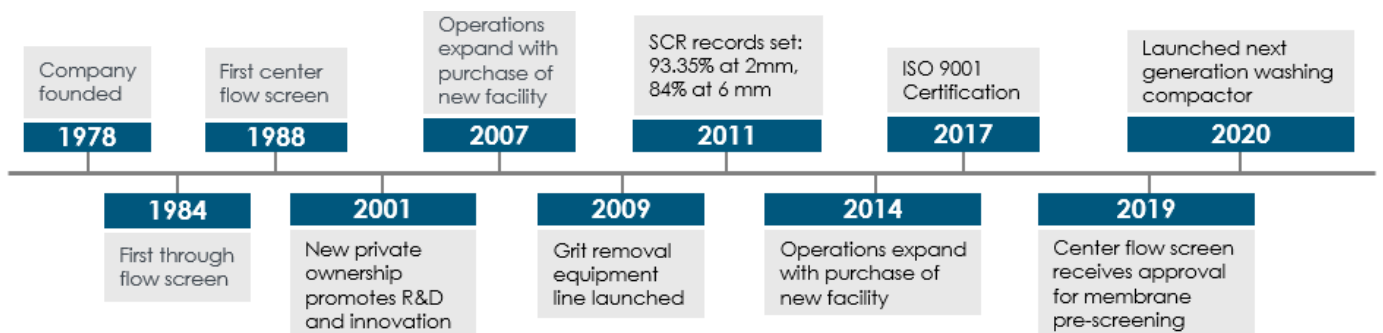 Company
founded
1978
1984
First through
flow screen
First center
flow screen
1988
2001
New private
ownership
promotes R&D
and innovation
Operations
expand with
purchase of
new facility
2007
2009
Grit removal
equipment
line launched
SCR records set:
93.35% at 2mm,
84% at 6 mm
2011
2014
Operations expand
with purchase of
new facility
ISO 9001
Certification
2017
2019
Center flow screen
receives approval
for membrane
pre-screening
Launched next
generation washing
compactor
2020